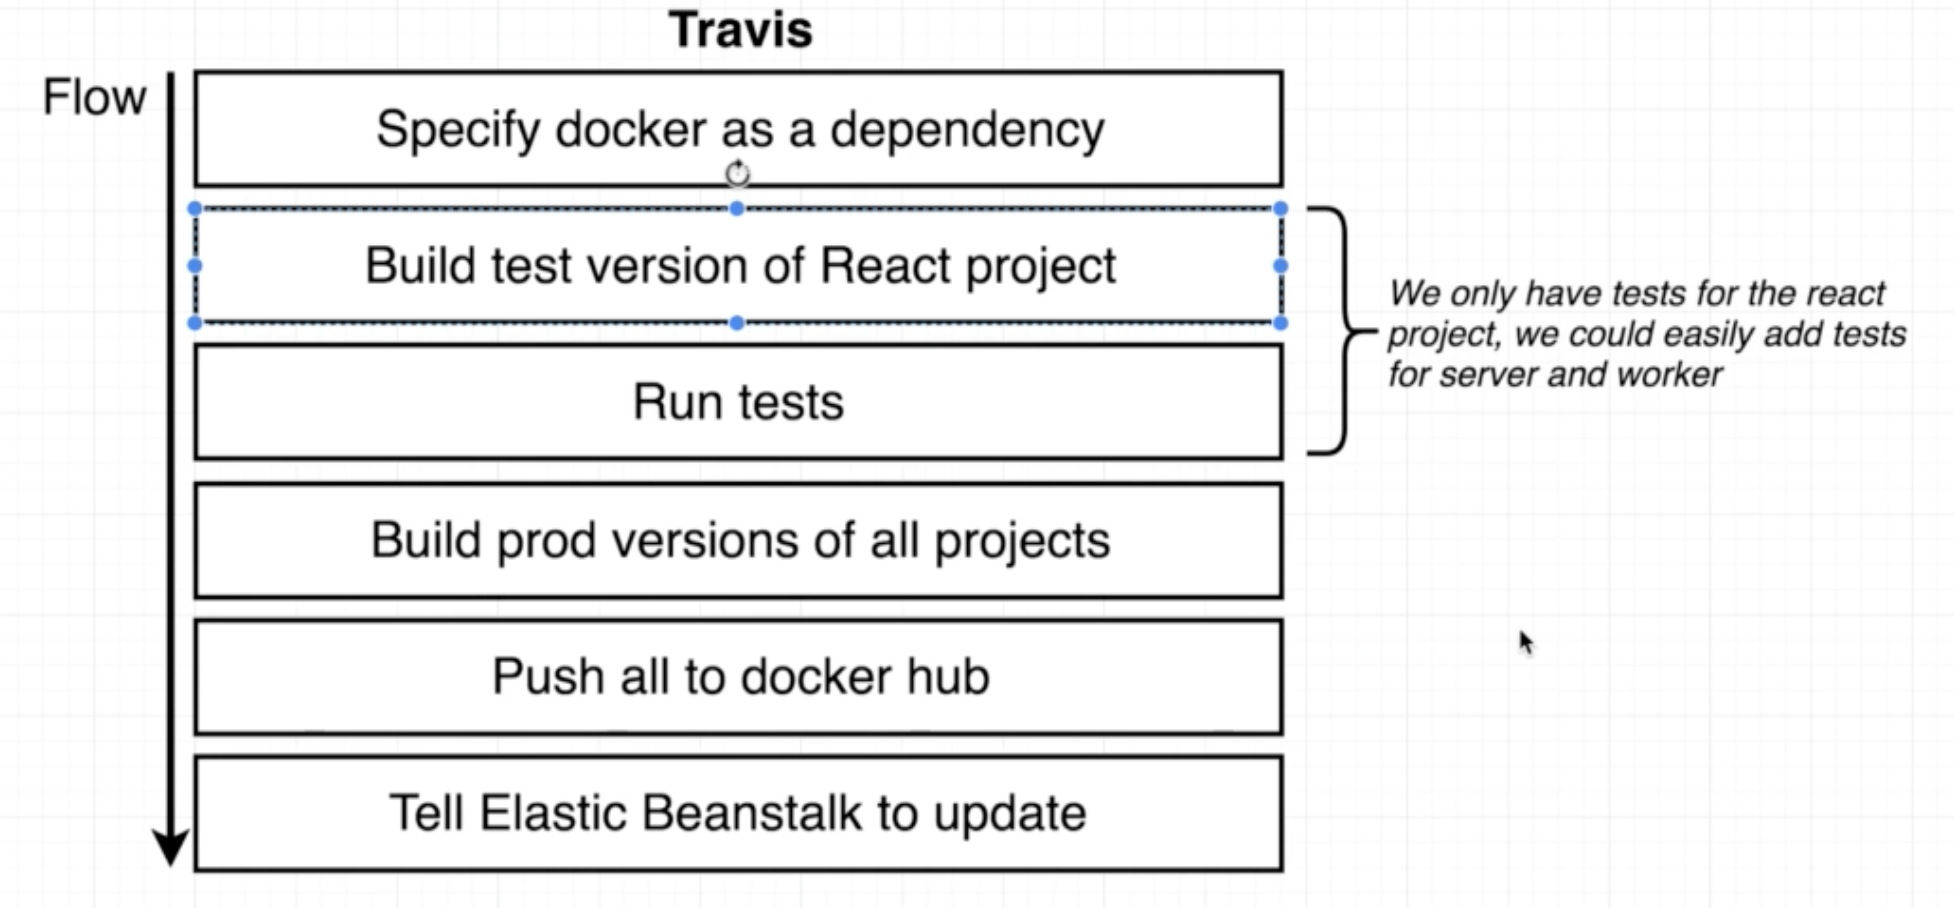 Travis
Flow
Specify docker as a dependency
Build test version of React project
We only have tests for the react
project, we could easily add tests
for server and worker
Run tests
Build prod versions of all projects
Push all to docker hub
Tell Elastic Beanstalk to update